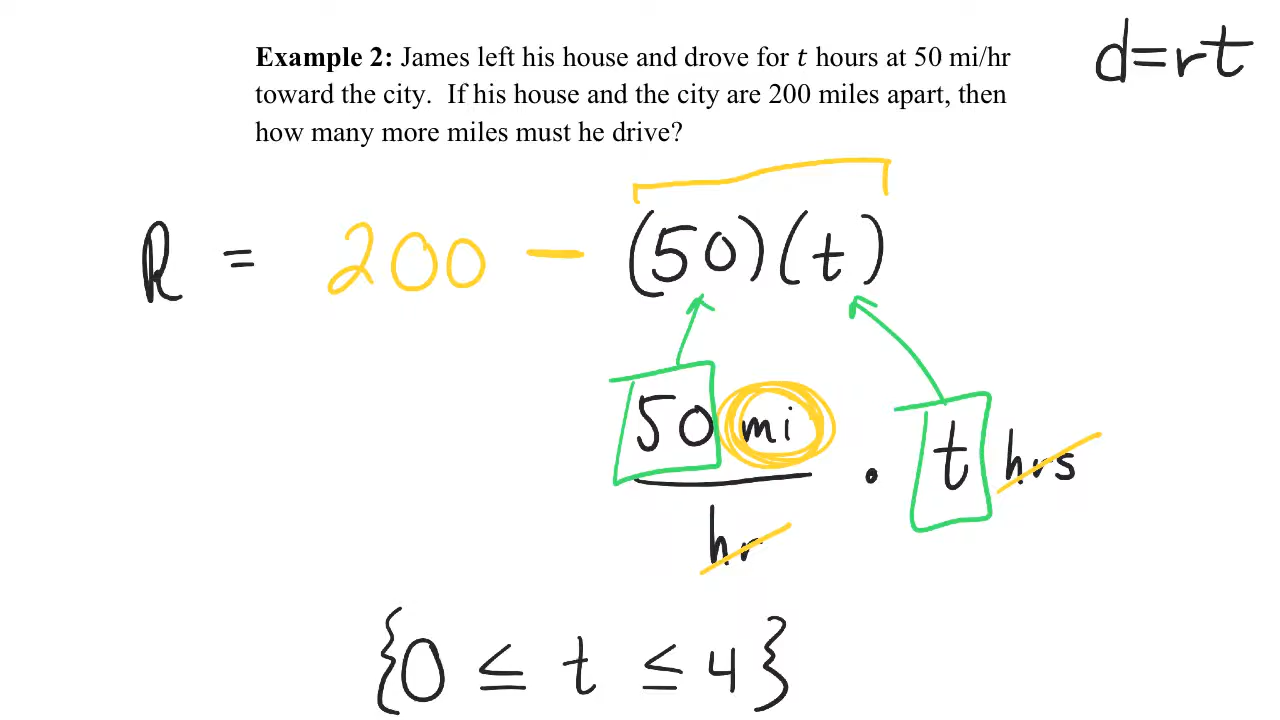 d=rt
Example 2: James left his house and drove for t hours at 50 mi/hr
toward the city. If his house and the city are 200 miles apart, then
how many more miles must he drive?
R = 200 − (50)(t)
50 mi · t hrs
hr
{0 ≤ t ≤ 4}